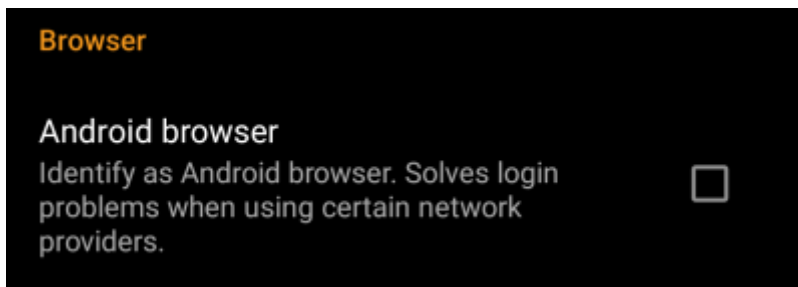 Browser
Android browser
Identify as Android browser. Solves login
problems when using certain network
providers.